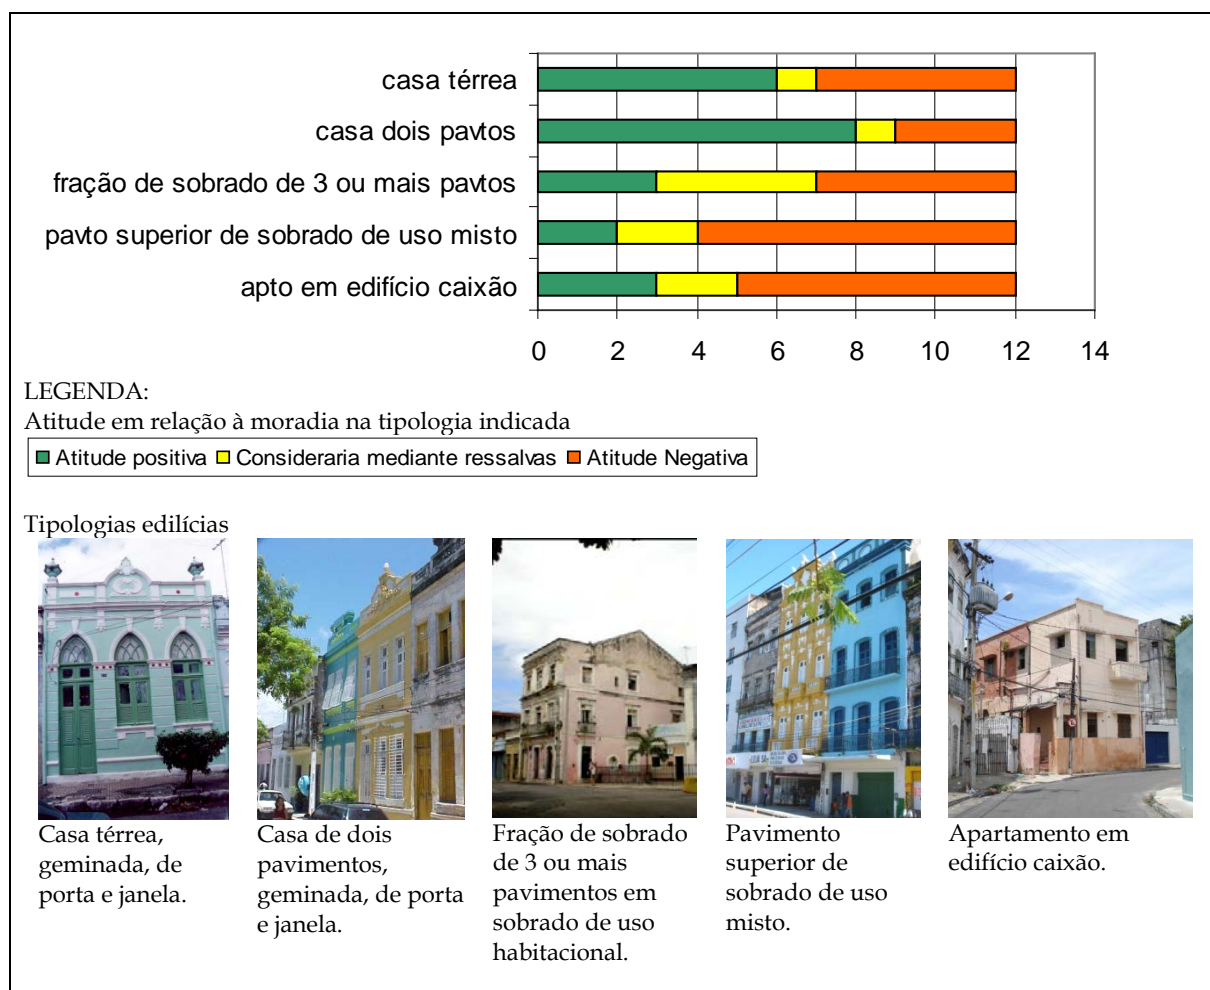 casa térrea
casa dois pavtos
fração de sobrado de 3 ou mais pavtos
pavto superior de sobrado de uso misto
apto em edifício caixão
0 2 4 6 8 10 12 14
LEGENDA:
Atitude em relação à moradia na tipologia indicada
Atitude positiva Consideraria mediante ressalvas Atitude Negativa
Tipologias edilícias
Casa térrea,
geminada, de
porta e janela.
Casa de dois
pavimentos,
geminada, de porta
e janela.
Fração de sobrado
de 3 ou mais
pavimentos em
sobrado de uso
habitacional.
Pavimento
superior de
sobrado de uso
misto.
Apartamento em
edifício caixão.